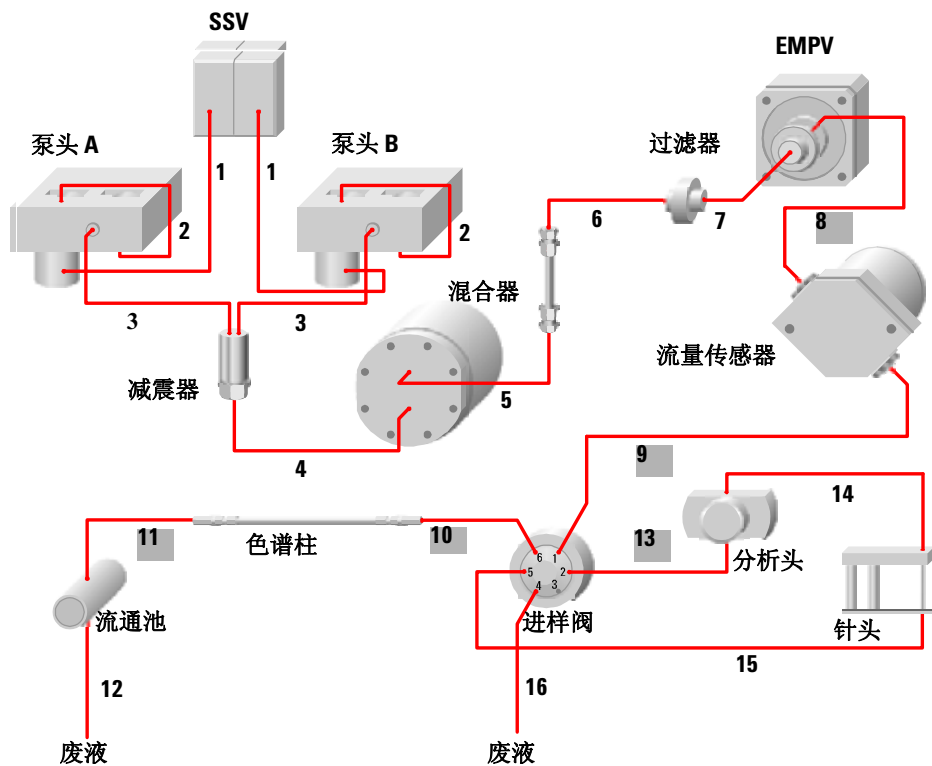 SSV
EMPV
泵头 A
泵头 B
过滤器
1
1
2
2
6
7
8
混合器
3
3
减震器
流量传感器
5
4
9
14
11
色谱柱
10
13
分析头
6
1
5
2
4
3
流通池
进样阀
针头
15
12
16
废液
废液